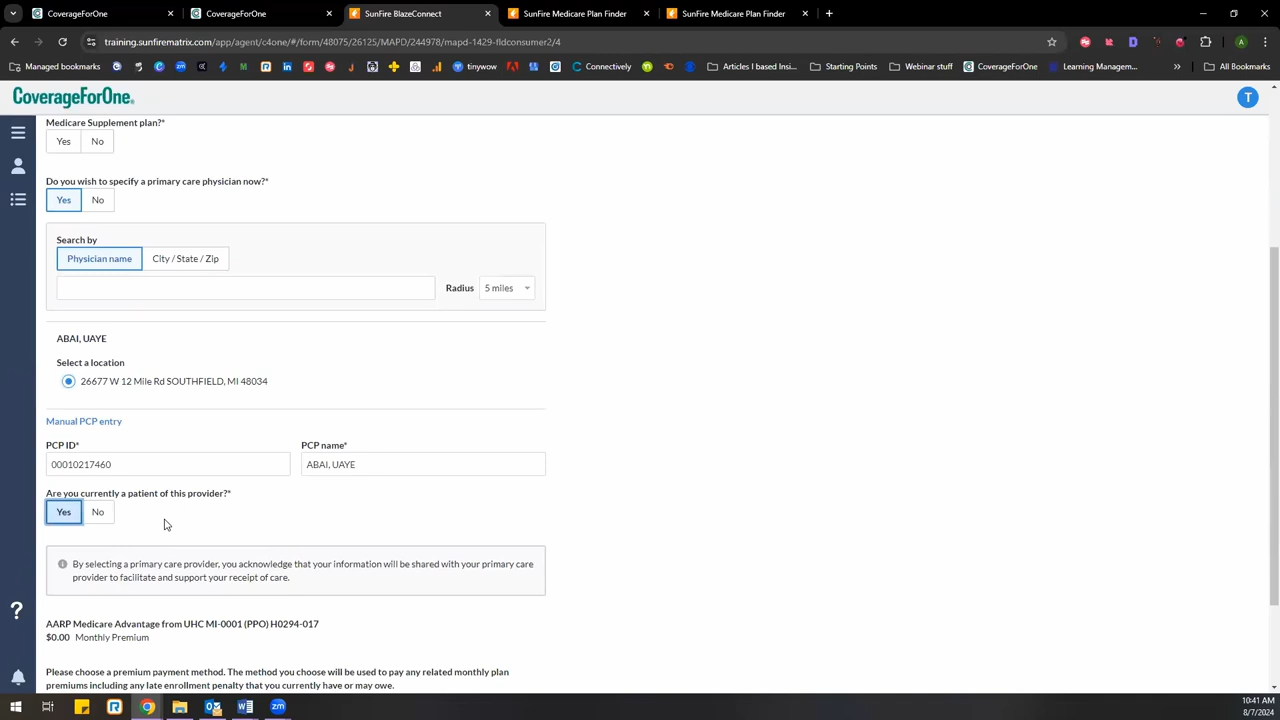 CoverageForOne
CoverageForOne
SunFire BlazeConnect
SunFire Medicare Plan Finder
SunFire Medicare Plan Finder
training.sunfirematrix.com/app/agent/c4one/#/form/48075/26125/MAPD/244978/mapd-1429-fldconsumer2/4
Managed bookmarks
tinywow
Connectively
Articles I based Insi...
Starting Points
Webinar stuff
CoverageForOne
Learning Managem...
All Bookmarks
CoverageForOne
T
Medicare Supplement plan?*
Yes No
Do you wish to specify a primary care physician now?*
Yes No
Search by
Physician name City / State / Zip
Radius 5 miles
ABAI, UAYE
Select a location
26677 W 12 Mile Rd SOUTHFIELD, MI 48034
Manual PCP entry
PCP ID* PCP name*
00010217460 ABAI, UAYE
Are you currently a patient of this provider?*
Yes No
By selecting a primary care provider, you acknowledge that your information will be shared with your primary care
provider to facilitate and support your receipt of care.
AARP Medicare Advantage from UHC MI-0001 (PPO) H0294-017
$0.00 Monthly Premium
Please choose a premium payment method. The method you choose will be used to pay any related monthly plan
premiums including any late enrollment penalty that you currently have or may owe.
10:41 AM
8/7/2024